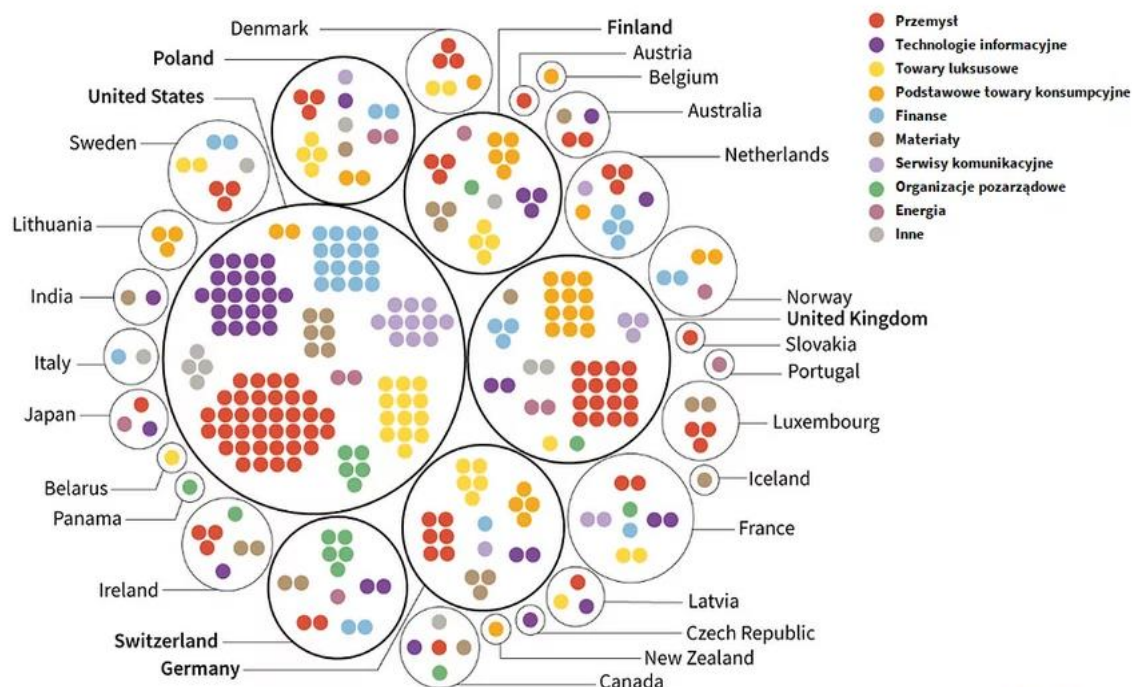 Denmark
Finland
Poland
Austria
Belgium
United States
Australia
Sweden
Netherlands
Lithuania
India
Norway
United Kingdom
Slovakia
Italy
Portugal
Japan
Luxembourg
Belarus
Iceland
Panama
France
Ireland
Latvia
Switzerland
Czech Republic
Germany
New Zealand
Canada
Przemysł
Technologie informacyjne
Towary luksusowe
Podstawowe towary konsumpcyjne
Finanse
Materiały
Serwisy komunikacyjne
Organizacje pozarządowe
Energia
Inne